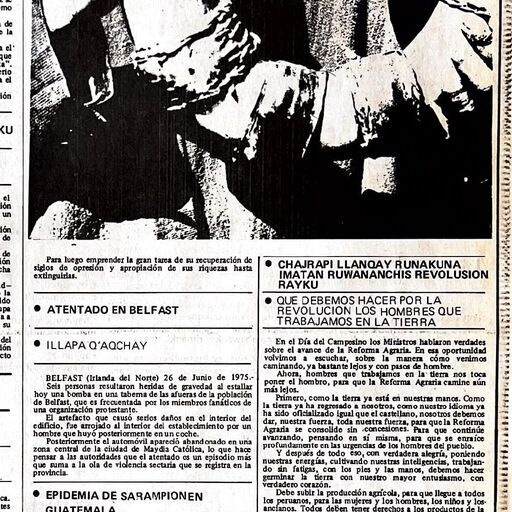 Para luego emprender la gran tarea de su recuperación de
siglos de opresión y apropiación de sus riquezas hasta
extinguirlas.
ATENTADO EN BELFAST
ILLAPA Q'AQCHAY
BELFAST (Irlanda del Norte) 26 de Junio de 1975.-
Seis personas resultaron heridas de gravedad al estallar
hoy una bomba en una taberna de las afueras de la población
de Belfast, que es frecuentada por los miembros fanáticos de
una organización protestante.
El artefacto que causó serios daños en el interior del
edificio, fue arrojado al interior del establecimiento por un
hombre que huyó posteriormente en un coche.
Posteriormente el automóvil apareció abandonado en una
zona central de la ciudad de Maydia Católica, lo que hace
pensar a las autoridades que el atentado es un episodio más
que suma a la ola de violencia sectaria que se registra en la
provincia.
EPIDEMIA DE SARAMPION EN
GUATEMALA
CHAJRAPI LLANQAY RUNAKUNA
IMATAN RUWANANCHIS REVOLUSION
RAYKU
QUE DEBEMOS HACER POR LA
REVOLUCION LOS HOMBRES QUE
TRABAJAMOS EN LA TIERRA
En el Día del Camposino los Ministros hablaron verdades
sobre el avance de la Reforma Agraria. En esa oportunidad
volvimos a escuchar, sobre la manera cómo venimos
caminando, ya bastante lejos y con pasos de hombre.
Ahora, hombres que trabajamos en la tierra nos toca
poner el hombro, para que la Reforma Agraria camine aún
más lejos.
Primero, como la tierra ya está en nuestras manos. Como
la tierra ya ha regresado a nosotros, como nuestro idioma ya
ha sido oficializado igual que el castellano, nosotros debemos
dar, nuestra fuerza, toda nuestra fuerza, para que la Reforma
Agraria se consolide sin concesiones. Para que continúe
avanzando, pensando en sí misma, para que se enraíce
profundamente en las urgencias de los hombres del pueblo.
Y después de todo eso, con verdadera alegría, poniendo
nuestras energías, cultivando nuestras inteligencias, trabajan-
do sin fatigas, con los pies y las manos, debemos hacer
germinar la tierra con nuestro mayor entusiasmo, con
verdadero corazón.
Debe subir la producción agrícola, para que llegue a todos
los peruanos, para las mujeres y los hombres, los niños y los
ancianos. Todos deben tener derechos a los productos de la